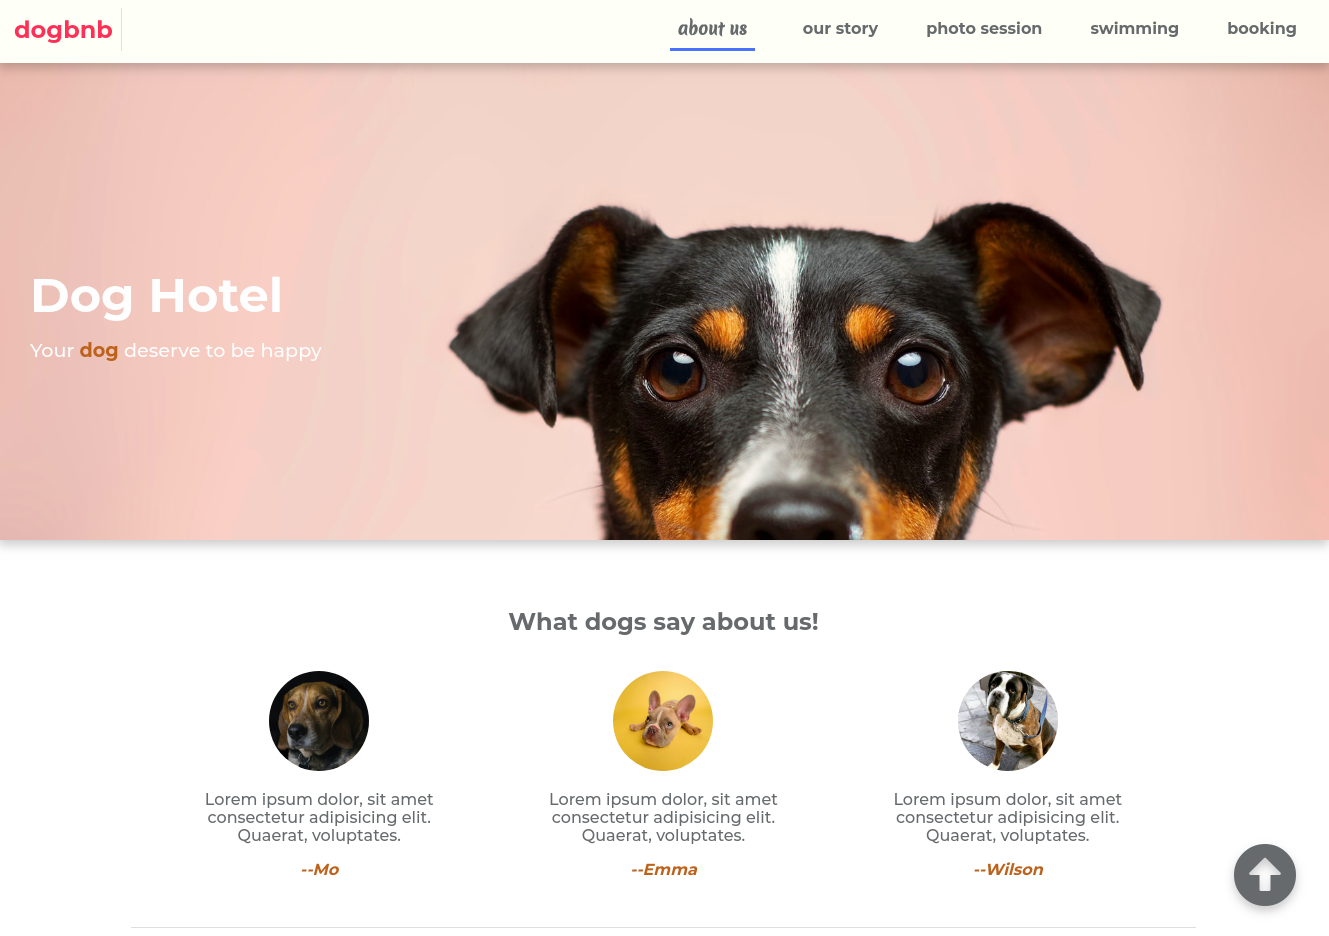 dogbnb
about us
our story
photo session
swimming
booking
Dog Hotel
Your dog deserve to be happy
What dogs say about us!
Lorem ipsum dolor, sit amet
consectetur adipisicing elit.
Quaerat, voluptates.
--Mo
Lorem ipsum dolor, sit amet
consectetur adipisicing elit.
Quaerat, voluptates.
--Emma
Lorem ipsum dolor, sit amet
consectetur adipisicing elit.
Quaerat, voluptates.
--Wilson